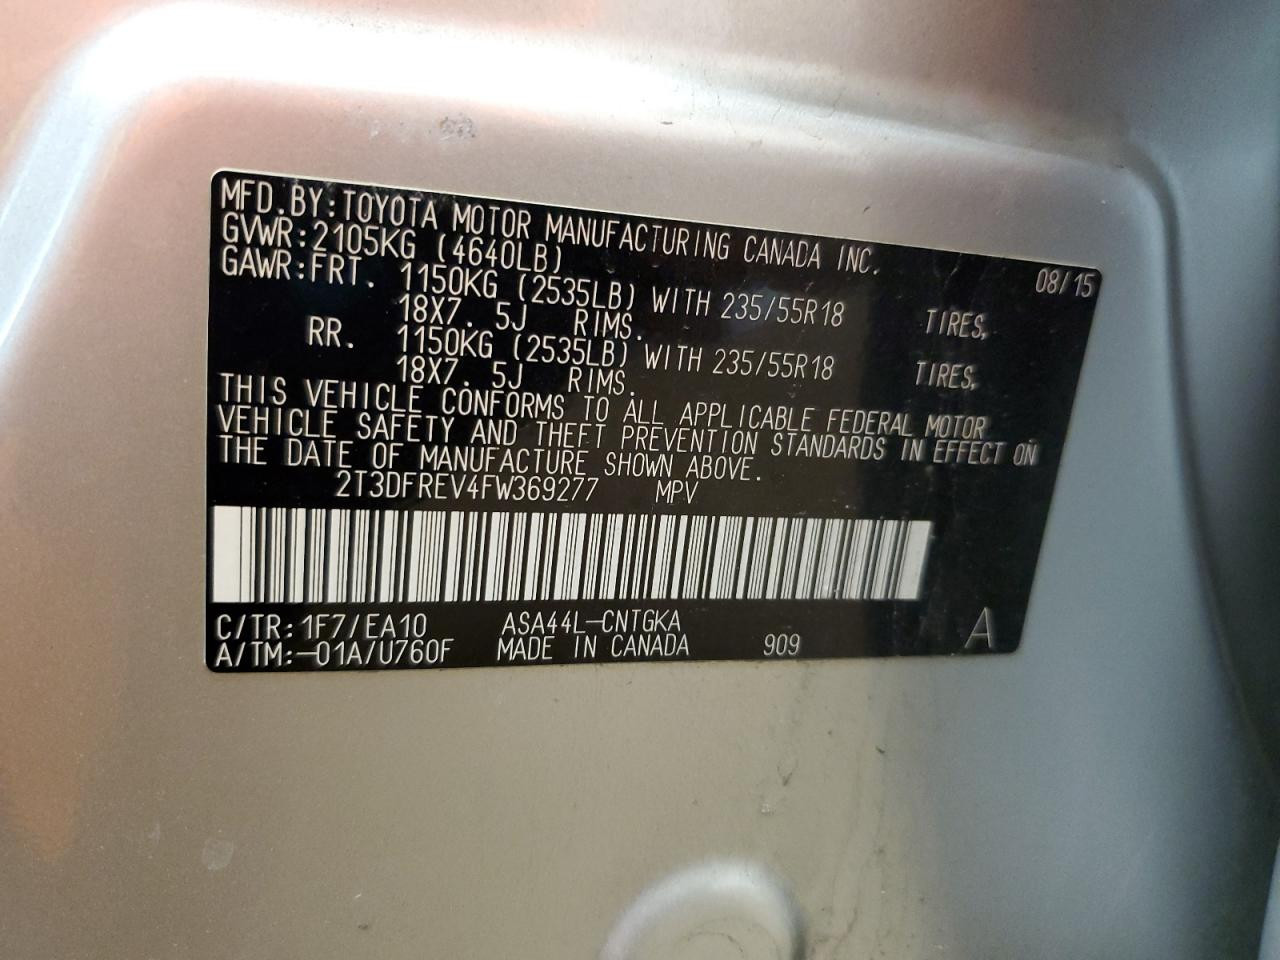 MFD.BY:TOYOTA MOTOR MANUFACTURING CANADA INC. 08/15
GVWR:2105KG (4640LB)
GAWR:FRT. 1150KG (2535LB) WITH 235/55R18 TIRES,
18X7.5J RIMS.
RR. 1150KG (2535LB) WITH 235/55R18 TIRES,
18X7.5J RIMS.
THIS VEHICLE CONFORMS TO ALL APPLICABLE FEDERAL MOTOR
VEHICLE SAFETY AND THEFT PREVENTION STANDARDS IN EFFECT ON
THE DATE OF MANUFACTURE SHOWN ABOVE.
2T3DFREV4FW369277 MPV
C/TR:1F7/EA10 ASA44L-CNTGKA A
A/TM:-01A/U760F MADE IN CANADA 909